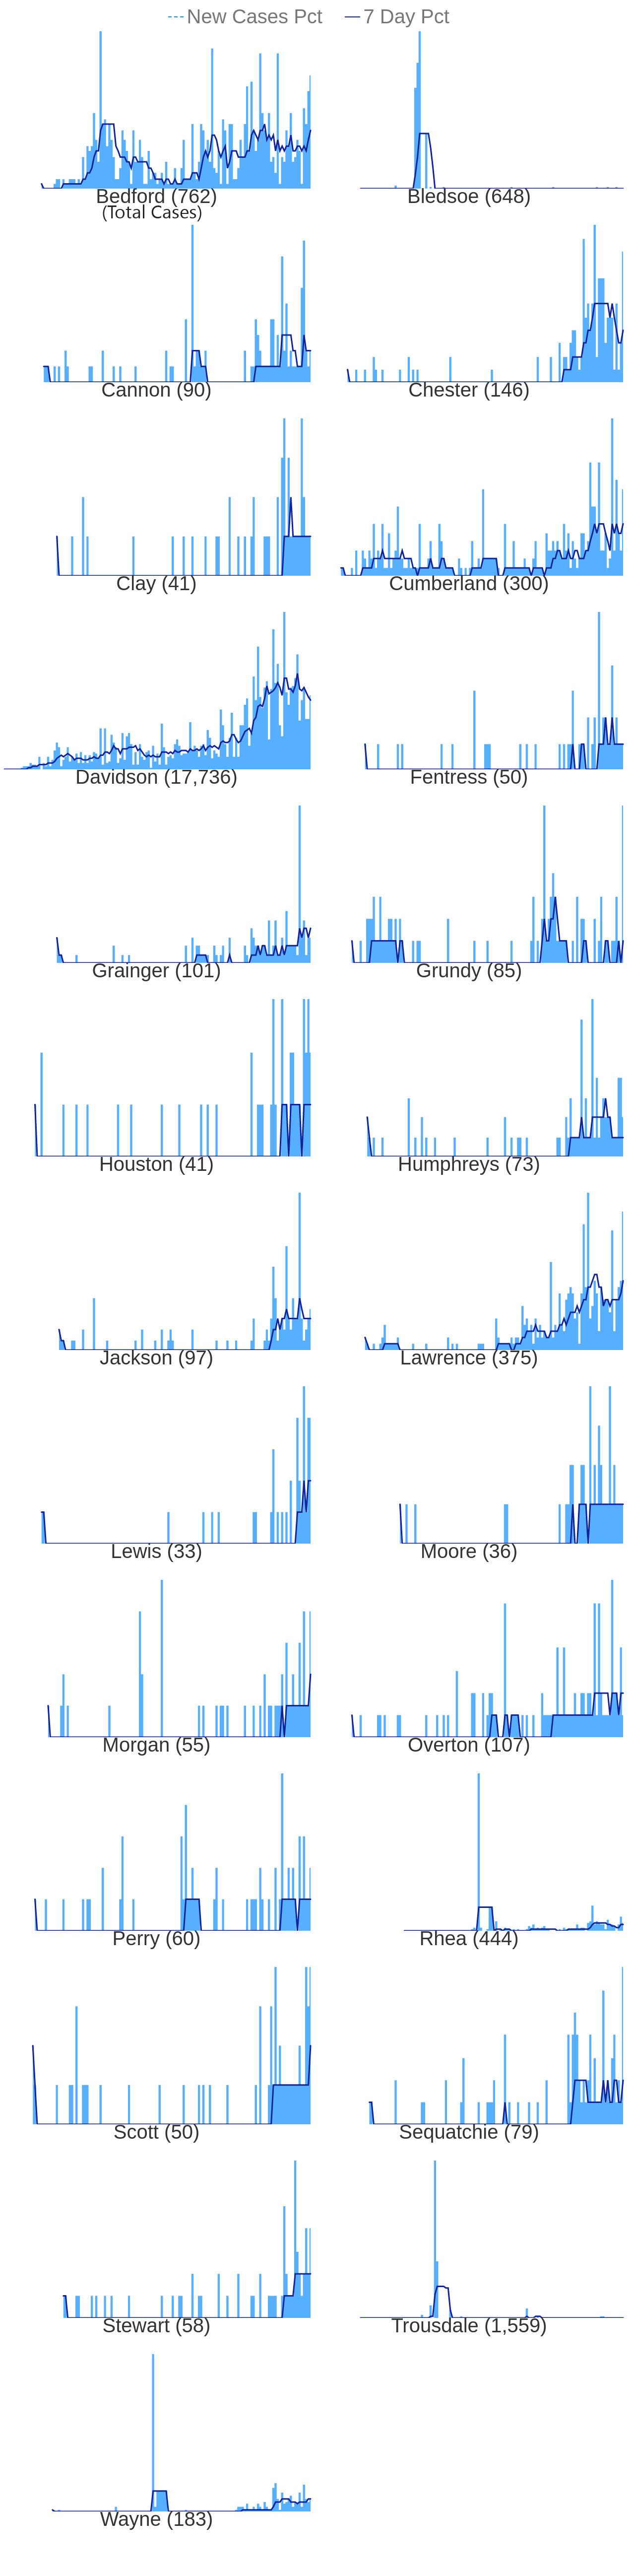 New Cases Pct 7 Day Pct
Bedford (762) Bledsoe (648)
(Total Cases)
Cannon (90) Chester (146)
Clay (41) Cumberland (300)
Davidson (17,736) Fentress (50)
Grainger (101) Grundy (85)
Houston (41) Humphreys (73)
Jackson (97) Lawrence (375)
Lewis (33) Moore (36)
Morgan (55) Overton (107)
Perry (60) Rhea (444)
Scott (50) Sequatchie (79)
Stewart (58) Trousdale (1,559)
Wayne (183)